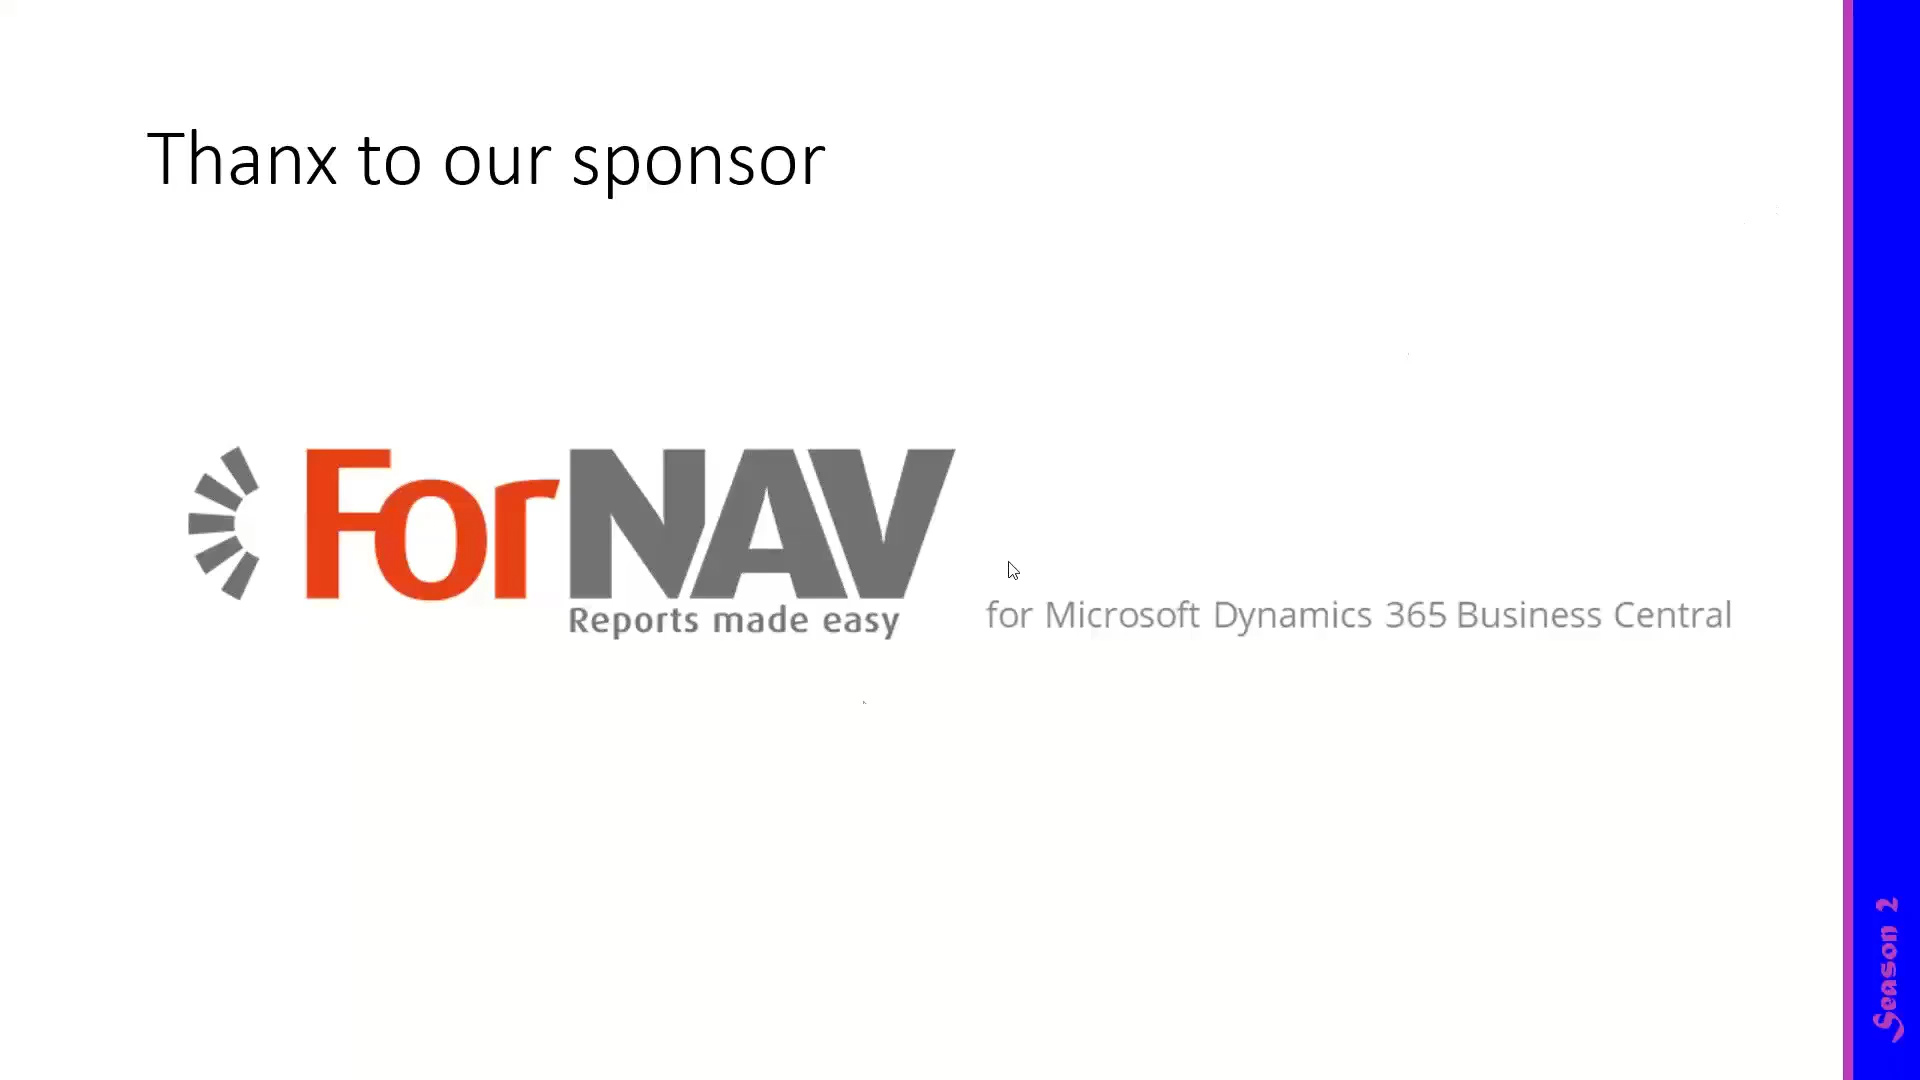 Thanx to our sponsor
ForNAV
Reports made easy
for Microsoft Dynamics 365 Business Central
Season 2